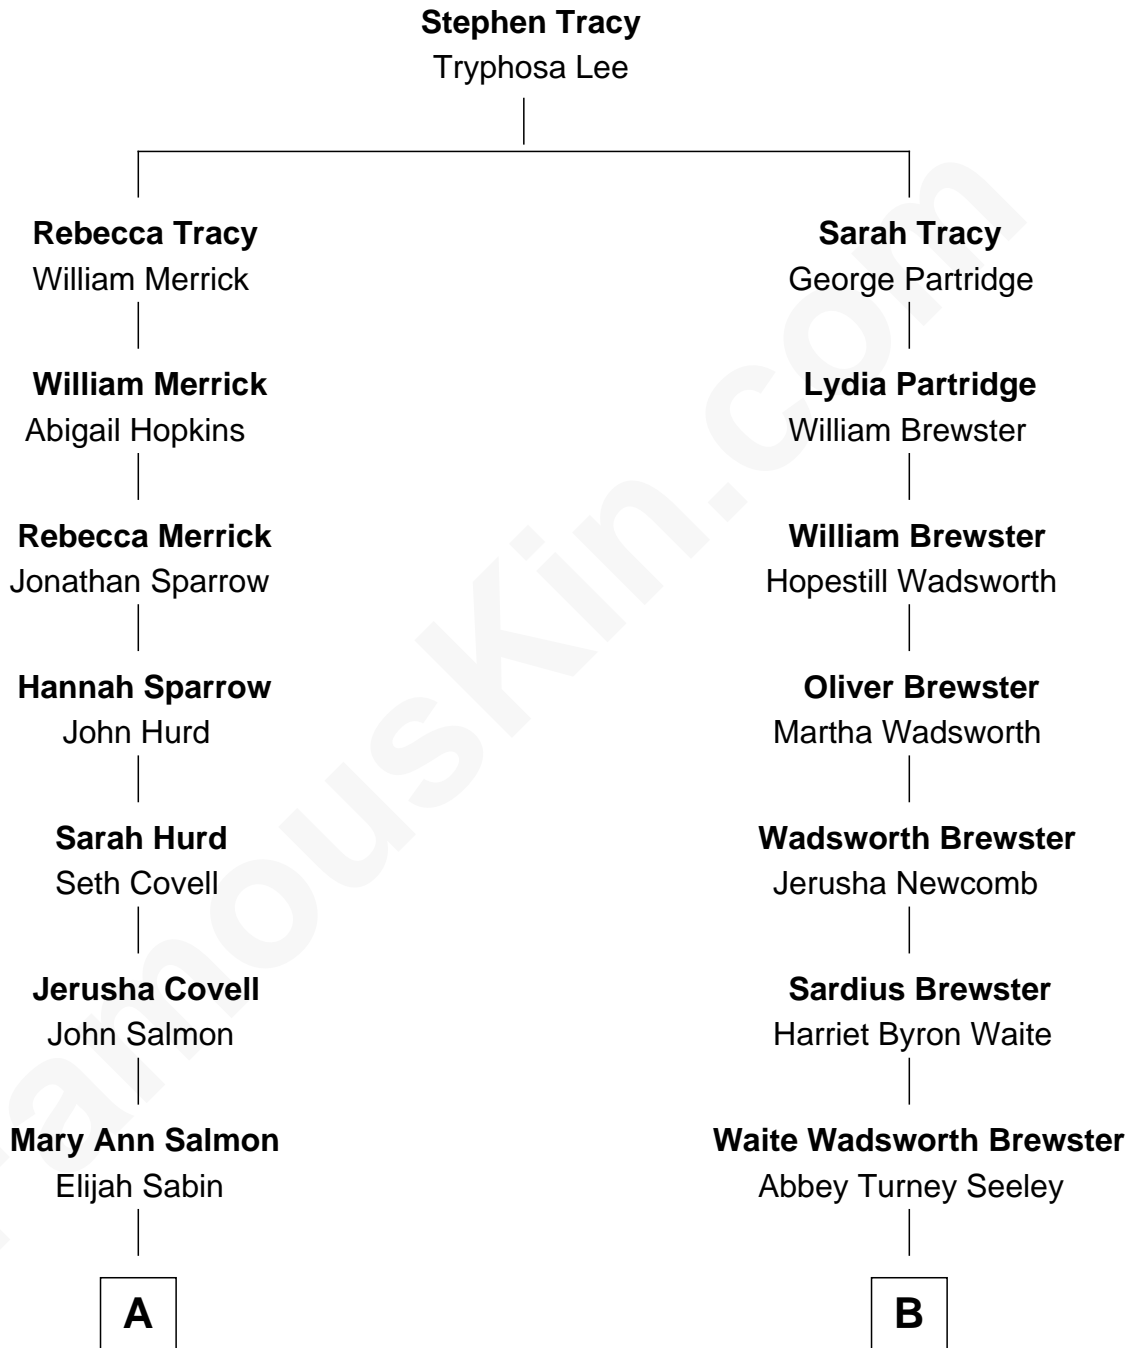 Stephen Tracy
Tryphosa Lee
Rebecca Tracy
William Merrick
Sarah Tracy
George Partridge
William Merrick
Abigail Hopkins
Lydia Partridge
William Brewster
Rebecca Merrick
Jonathan Sparrow
William Brewster
Hopestill Wadsworth
Hannah Sparrow
John Hurd
Oliver Brewster
Martha Wadsworth
Sarah Hurd
Seth Covell
Wadsworth Brewster
Jerusha Newcomb
Jerusha Covell
John Salmon
Sardius Brewster
Harriet Byron Waite
Mary Ann Salmon
Elijah Sabin
Waite Wadsworth Brewster
Abbey Turney Seeley
A
B
FamousKin.com